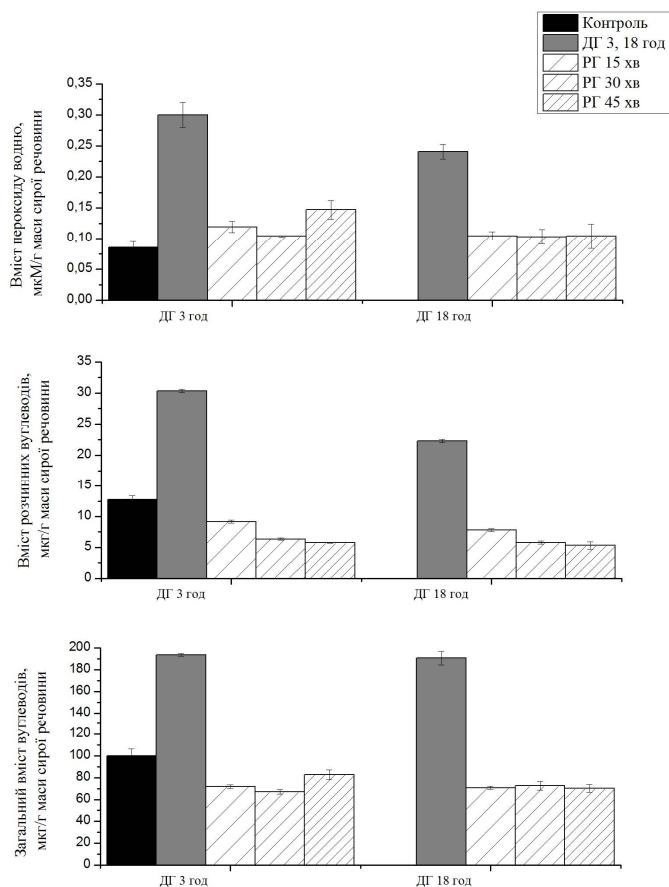 Контроль
ДГ 3, 18 год
РГ 15 хв
РГ 30 хв
РГ 45 хв
Вміст пероксиду водню,
мкМ/г маси сирої речовини
0,35
0,30
0,25
0,20
0,15
0,10
0,05
0,00
ДГ 3 год
ДГ 18 год
Вміст розчинних вуглеводів,
мкг/г маси сирої речовини
35
30
25
20
15
10
5
0
ДГ 3 год
ДГ 18 год
Загальний вміст вуглеводів,
мкг/г маси сирої речовини
200
180
160
140
120
100
80
60
40
20
0
ДГ 3 год
ДГ 18 год